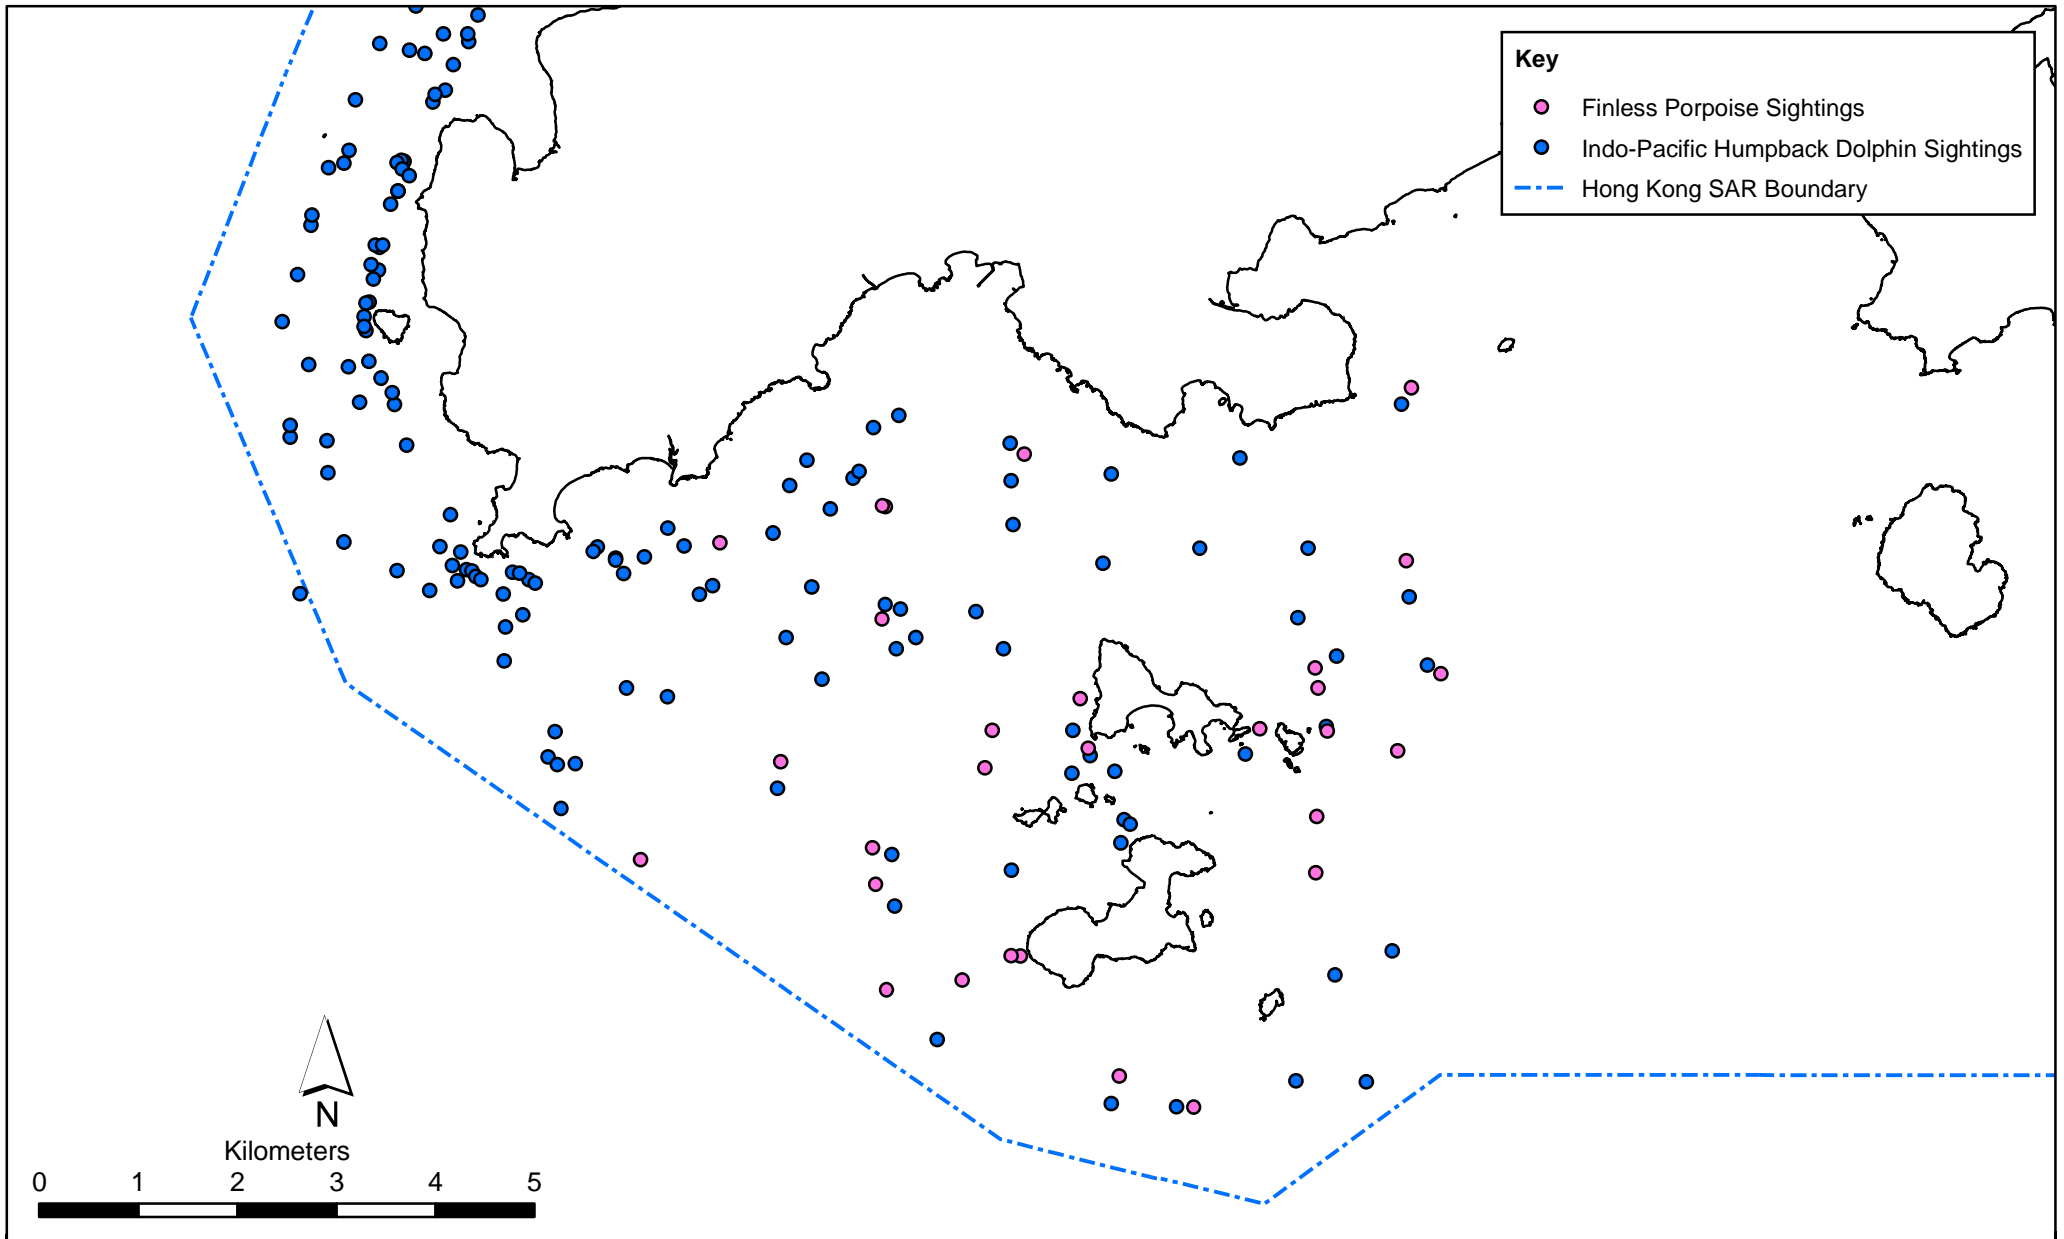 Key
Finless Porpoise Sightings
Indo-Pacific Humpback Dolphin Sightings
Hong Kong SAR Boundary
N
Kilometers
0 1 2 3 4 5